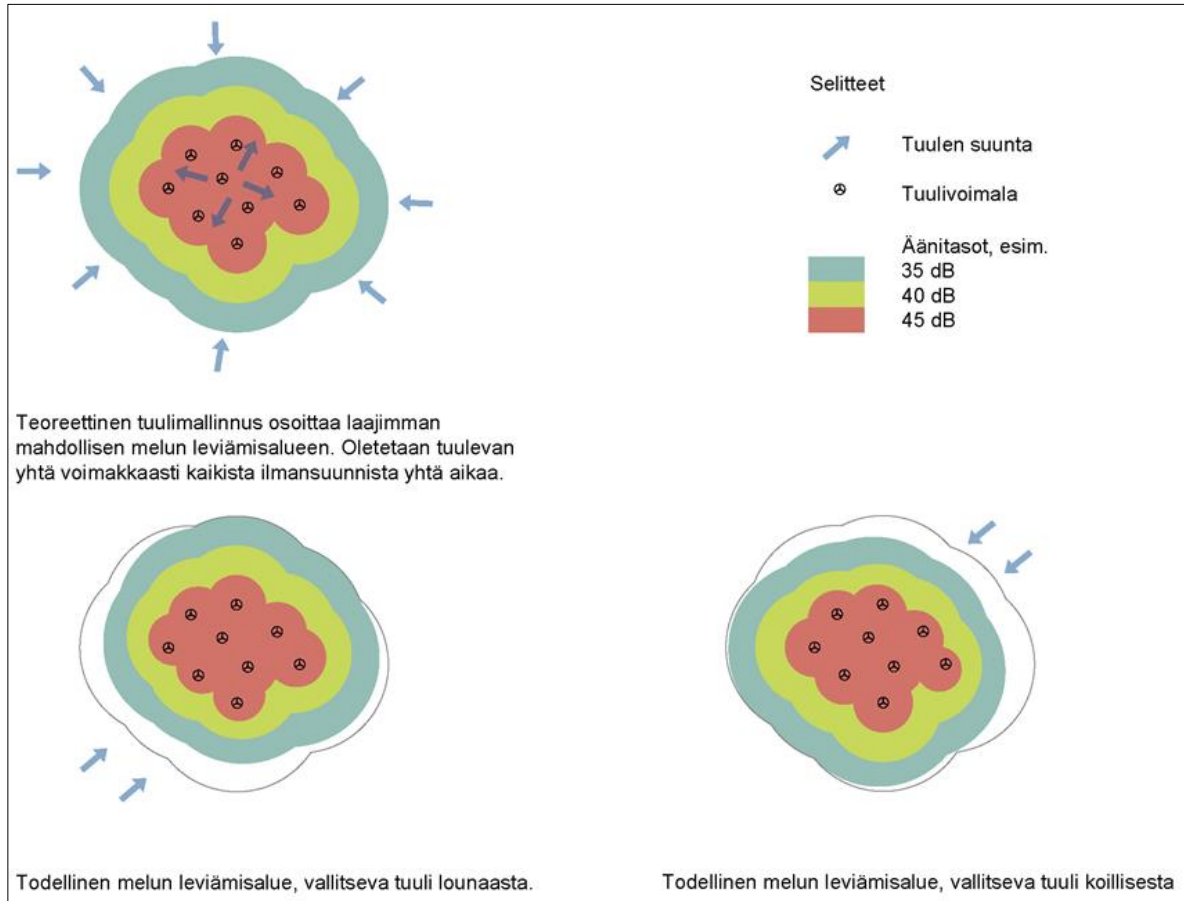 Selitteet
Tuulen suunta
Tuulivoimala
Äänitasot, esim.
35 dB
40 dB
45 dB
Teoreettinen tuulimallinnus osoittaa laajimman
mahdollisen melun leviämisalueen. Oletetaan tuulevan
yhtä voimakkaasti kaikista ilmansuunnista yhtä aikaa.
Todellinen melun leviämisalue, vallitseva tuuli lounaasta.
Todellinen melun leviämisalue, vallitseva tuuli koillisesta